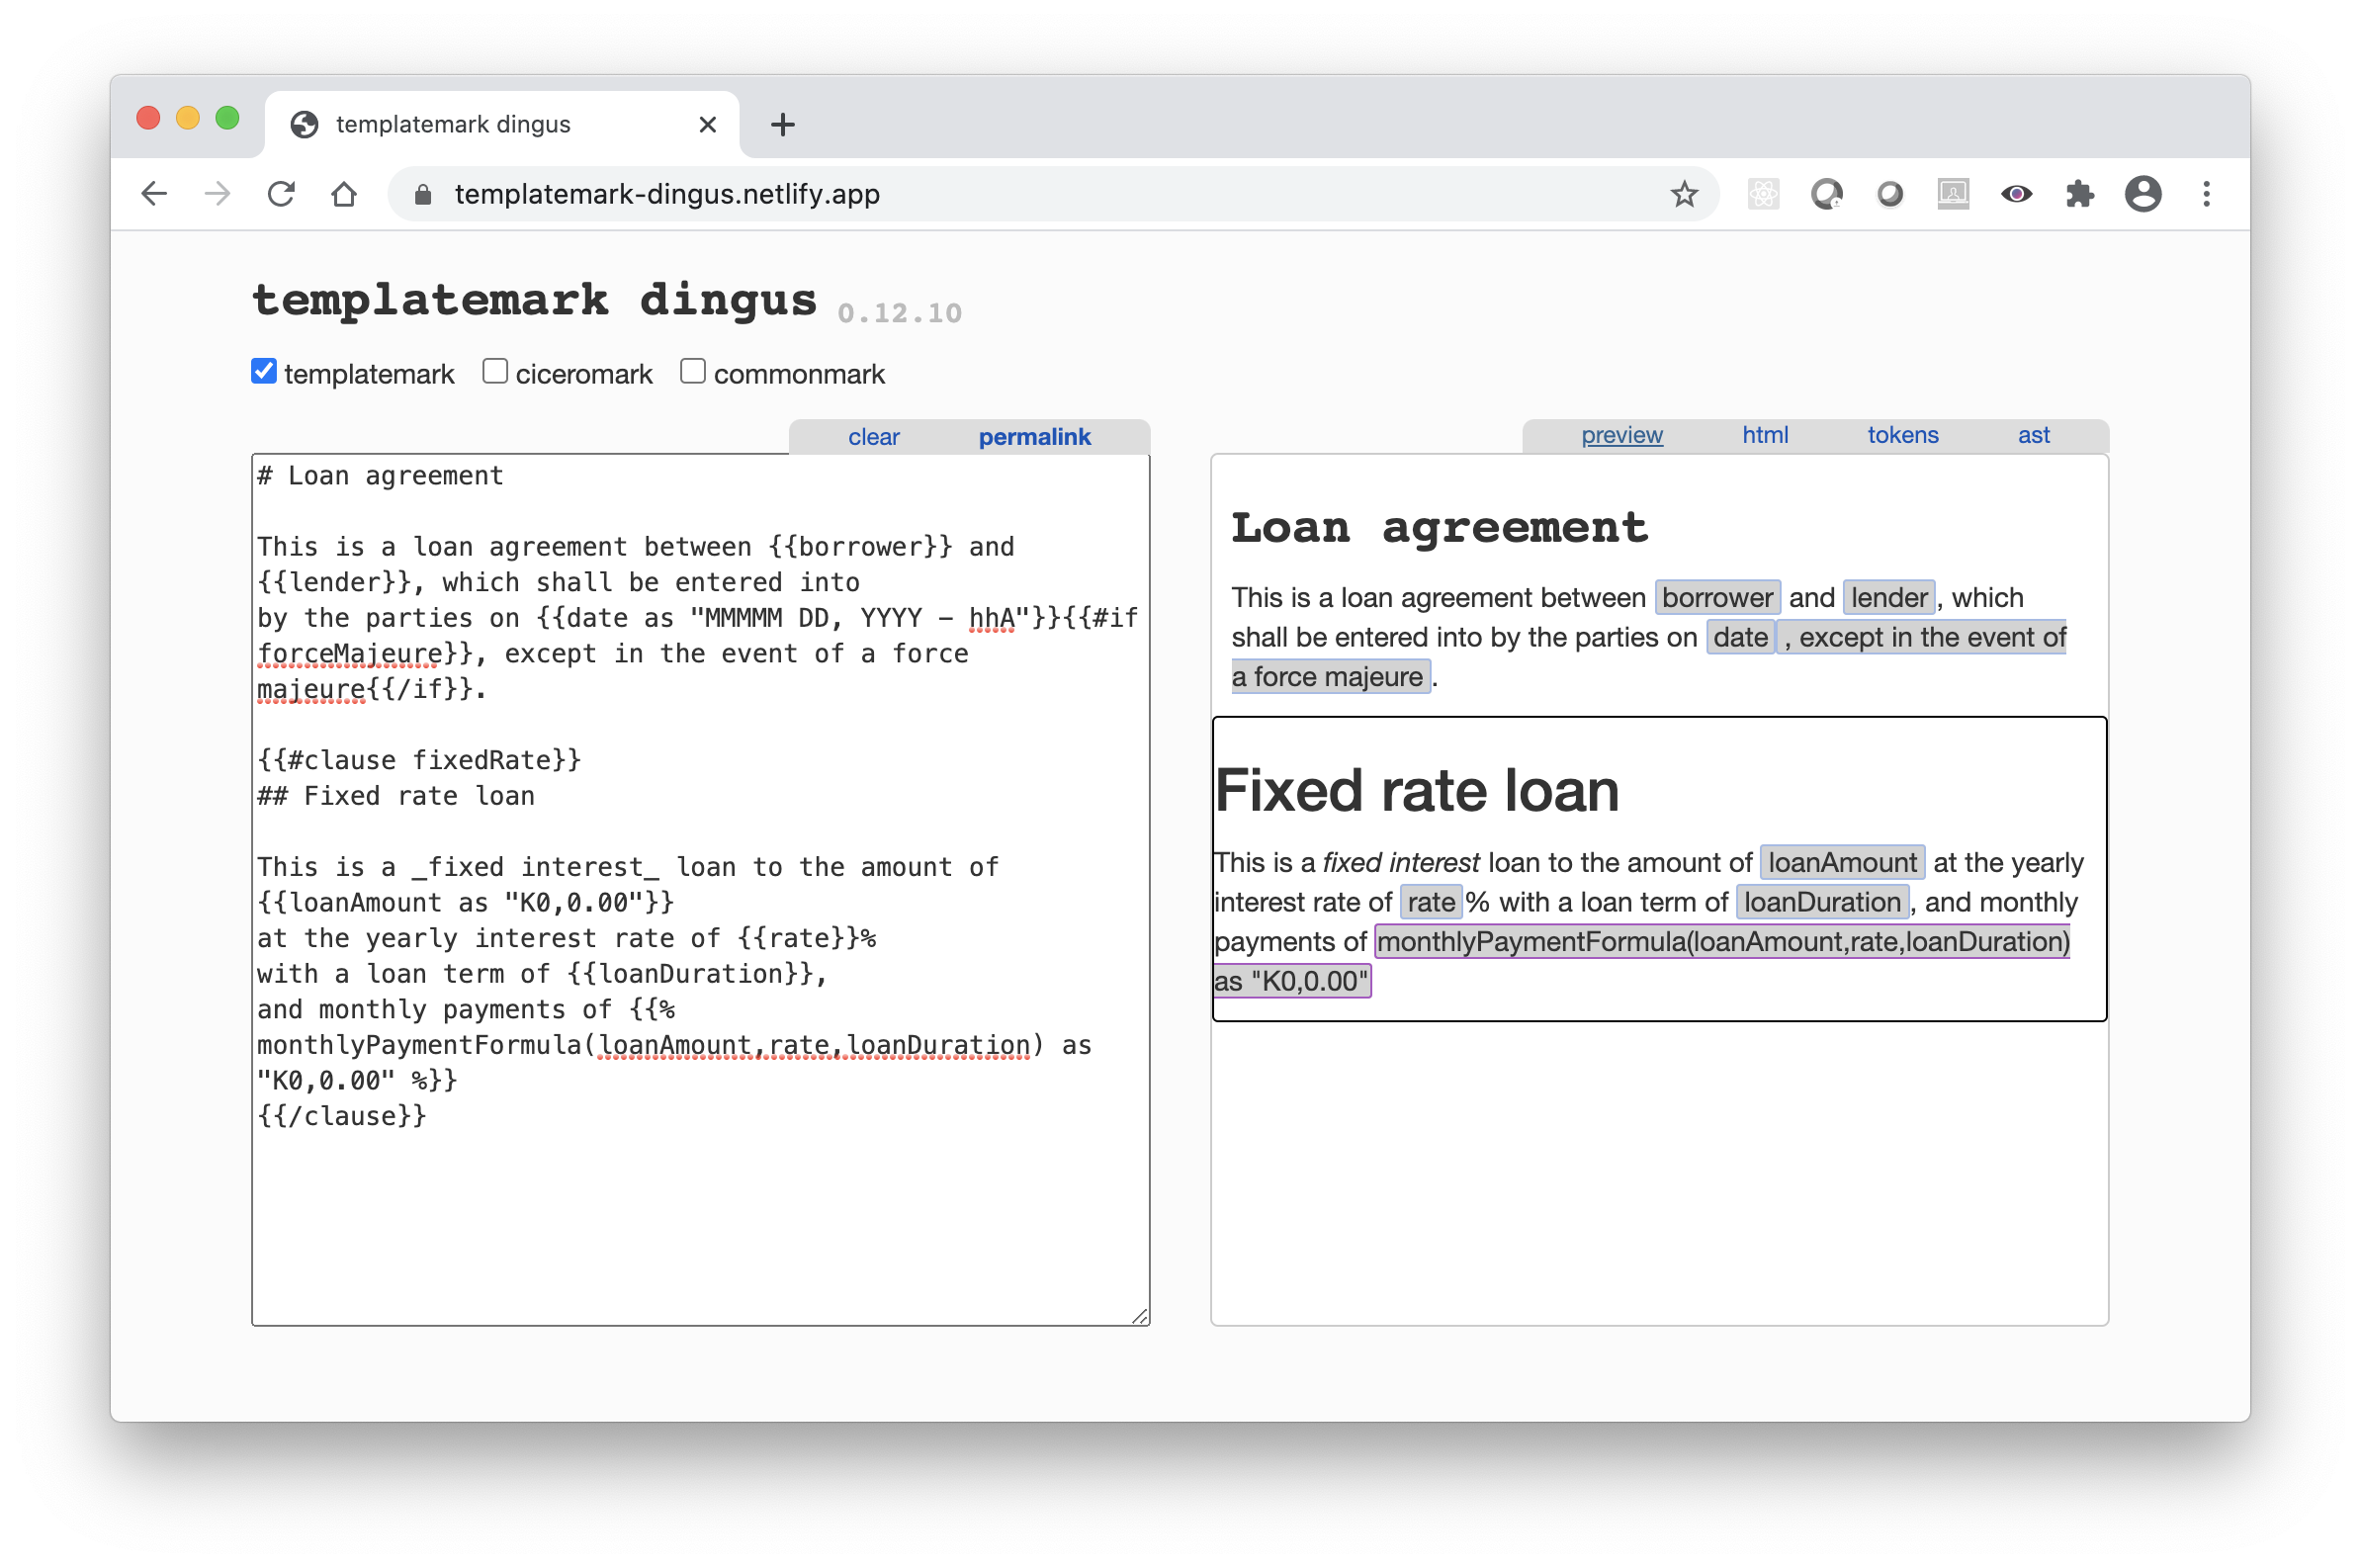 templatemark dingus
templatemark-dingus.netlify.app
templatemark dingus 0.12.10
templatemark ciceromark commonmark
clear permalink
# Loan agreement
This is a loan agreement between {{borrower}} and
{{lender}}, which shall be entered into
by the parties on {{date as "MMMMM DD, YYYY – hhA"}}{{#if
forceMajeure}}, except in the event of a force
majeure{{/if}}.
{{#clause fixedRate}}
## Fixed rate loan
This is a _fixed interest_ loan to the amount of
{{loanAmount as "K0,0.00"}}
at the yearly interest rate of {{rate}}%
with a loan term of {{loanDuration}},
and monthly payments of {{%
monthlyPaymentFormula(loanAmount,rate,loanDuration) as
"K0,0.00" %}}
{{/clause}}
preview html tokens ast
Loan agreement
This is a loan agreement between borrower and lender, which
shall be entered into by the parties on date , except in the event of
a force majeure .
Fixed rate loan
This is a fixed interest loan to the amount of loanAmount at the yearly
interest rate of rate % with a loan term of loanDuration , and monthly
payments of monthlyPaymentFormula(loanAmount,rate,loanDuration)
as "K0,0.00"